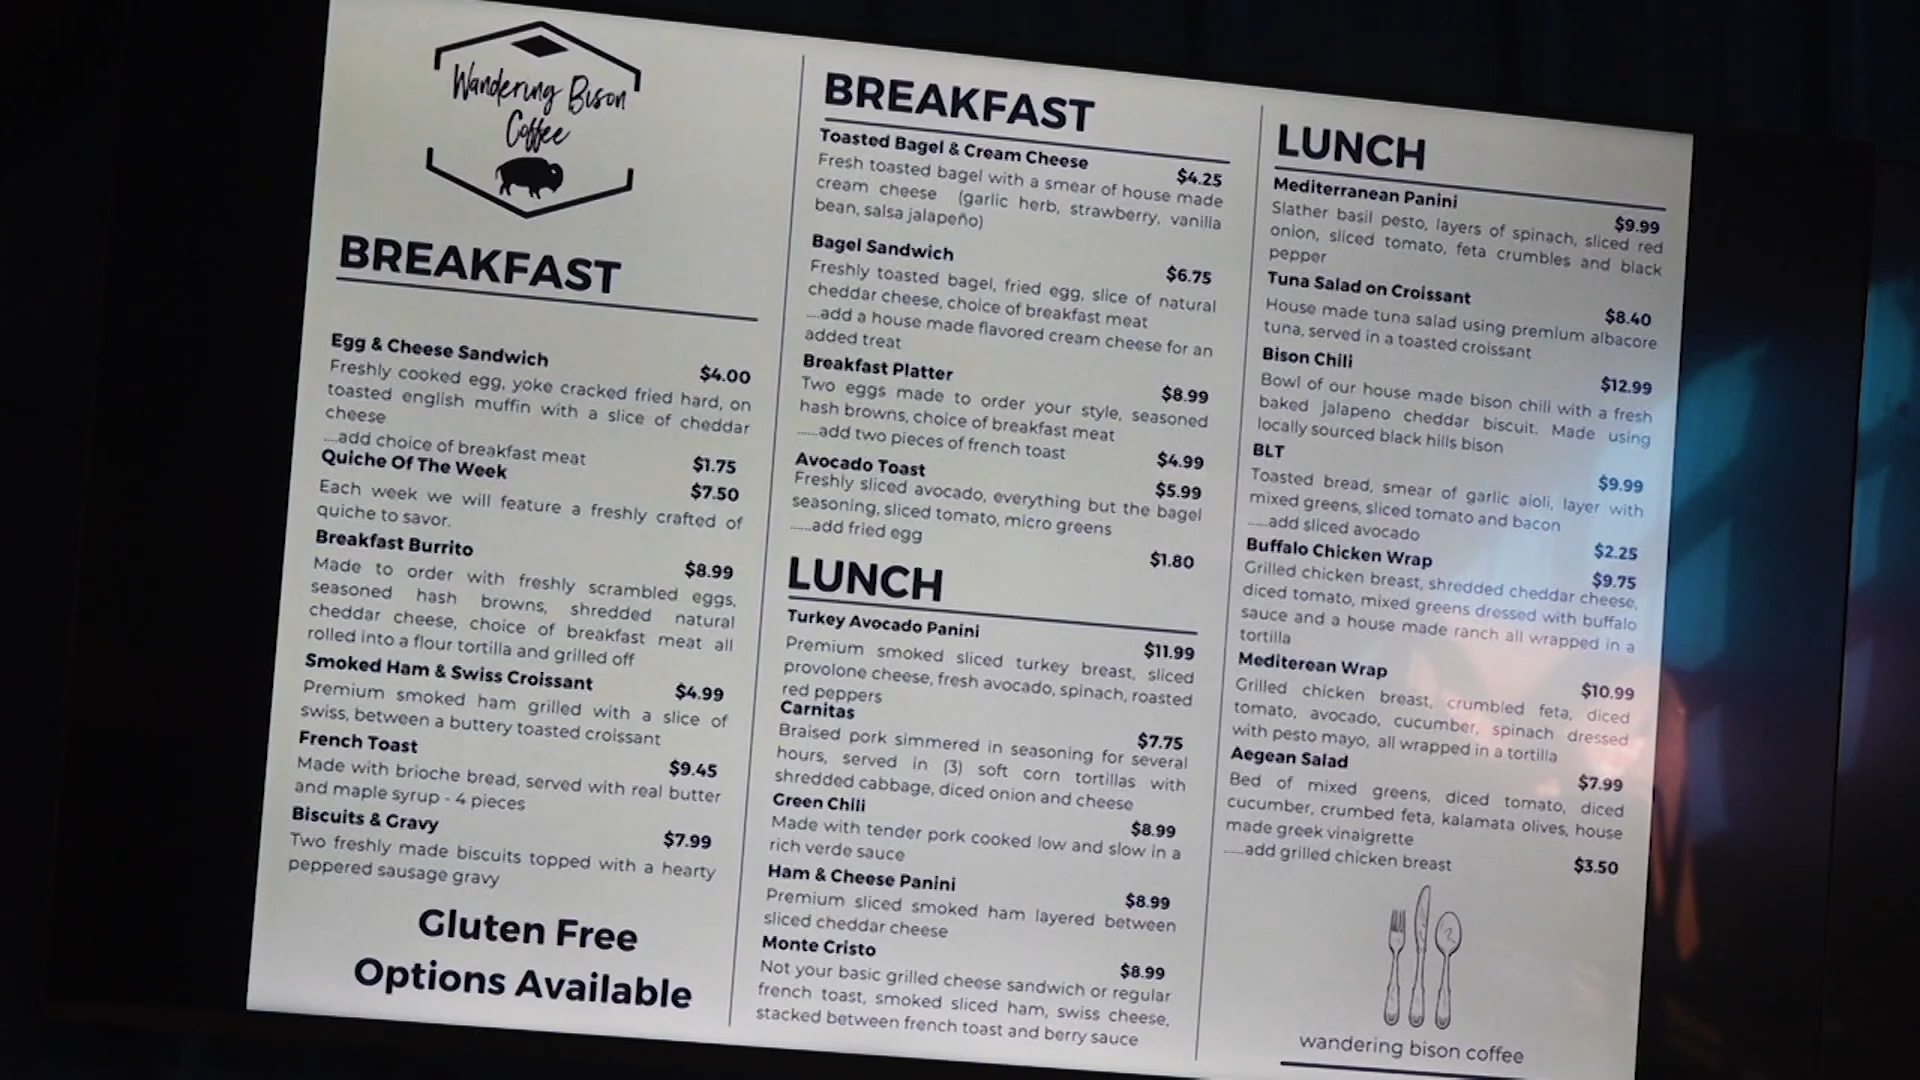 Wandering Bison
Coffee
BREAKFAST
Egg & Cheese Sandwich $4.00
Freshly cooked egg, yoke cracked fried hard, on
toasted english muffin with a slice of cheddar
cheese
....add choice of breakfast meat $1.75
Quiche Of The Week $7.50
Each week we will feature a freshly crafted of
quiche to savor.
Breakfast Burrito $8.99
Made to order with freshly scrambled eggs,
seasoned hash browns, shredded natural
cheddar cheese, choice of breakfast meat all
rolled into a flour tortilla and grilled off
Smoked Ham & Swiss Croissant $4.99
Premium smoked ham grilled with a slice of
swiss, between a buttery toasted croissant
French Toast $9.45
Made with brioche bread, served with real butter
and maple syrup - 4 pieces
Biscuits & Gravy $7.99
Two freshly made biscuits topped with a hearty
peppered sausage gravy
Gluten Free
Options Available
BREAKFAST
Toasted Bagel & Cream Cheese $4.25
Fresh toasted bagel with a smear of house made
cream cheese (garlic herb, strawberry, vanilla
bean, salsa jalapeño)
Bagel Sandwich $6.75
Freshly toasted bagel, fried egg, slice of natural
cheddar cheese, choice of breakfast meat
.....add a house made flavored cream cheese for an
added treat
Breakfast Platter $8.99
Two eggs made to order your style, seasoned
hash browns, choice of breakfast meat
......add two pieces of french toast $4.99
Avocado Toast $5.99
Freshly sliced avocado, everything but the bagel
seasoning, sliced tomato, micro greens
......add fried egg $1.80
LUNCH
Turkey Avocado Panini $11.99
Premium smoked sliced turkey breast, sliced
provolone cheese, fresh avocado, spinach, roasted
red peppers
Carnitas $7.75
Braised pork simmered in seasoning for several
hours, served in (3) soft corn tortillas with
shredded cabbage, diced onion and cheese
Green Chili $8.99
Made with tender pork cooked low and slow in a
rich verde sauce
Ham & Cheese Panini $8.99
Premium sliced smoked ham layered between
sliced cheddar cheese
Monte Cristo $8.99
Not your basic grilled cheese sandwich or regular
french toast, smoked sliced ham, swiss cheese,
stacked between french toast and berry sauce
LUNCH
Mediterranean Panini $9.99
Slather basil pesto, layers of spinach, sliced red
onion, sliced tomato, feta crumbles and black
pepper
Tuna Salad on Croissant $8.40
House made tuna salad using premium albacore
tuna, served in a toasted croissant
Bison Chili $12.99
Bowl of our house made bison chili with a fresh
baked jalapeno cheddar biscuit. Made using
locally sourced black hills bison
BLT $9.99
Toasted bread, smear of garlic aioli, layer with
mixed greens, sliced tomato and bacon
......add sliced avocado $2.25
Buffalo Chicken Wrap $9.75
Grilled chicken breast, shredded cheddar cheese,
diced tomato, mixed greens dressed with buffalo
sauce and a house made ranch all wrapped in a
tortilla
Mediterean Wrap $10.99
Grilled chicken breast, crumbled feta, diced
tomato, avocado, cucumber, spinach dressed
with pesto mayo, all wrapped in a tortilla
Aegean Salad $7.99
Bed of mixed greens, diced tomato, diced
cucumber, crumbed feta, kalamata olives, house
made greek vinaigrette
......add grilled chicken breast $3.50
wandering bison coffee